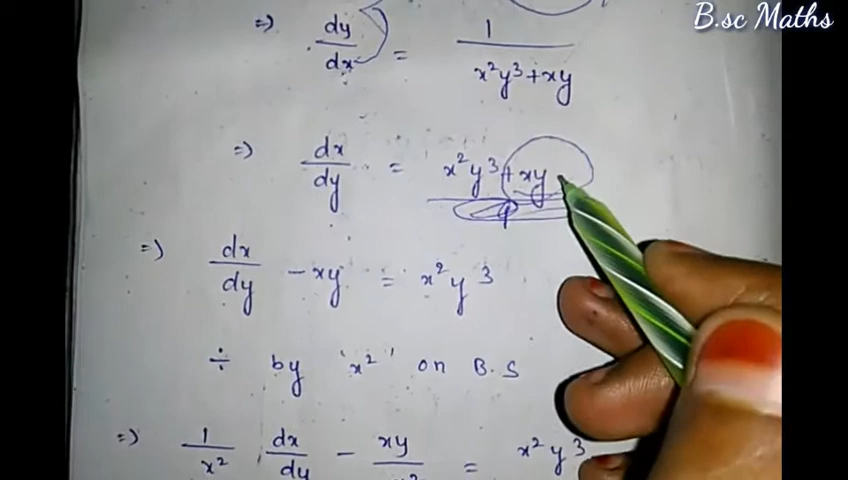 B.sc Maths
=) dy/dx = 1/(x²y³+xy)
=) dx/dy = x²y³+xy
=) dx/dy - xy = x²y³
÷ by 'x²' on B.S
=) 1/x² dx/dy - xy/x² = x²y³